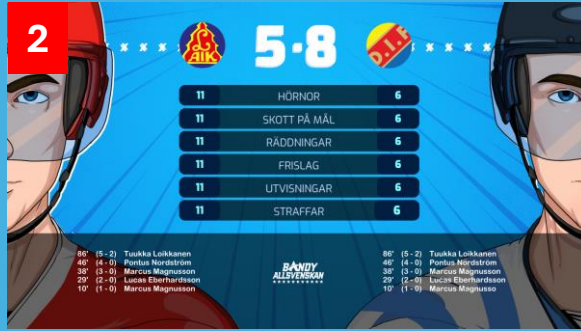 2
AIK
5-8
D.I.F
11 HÖRNOR 6
11 SKOTT PÅ MÅL 6
11 RÄDDNINGAR 6
11 FRISLAG 6
11 UTVISNINGAR 6
11 STRAFFAR 6
86' (5 - 2) Tuukka Loikkanen
46' (4 - 0) Pontus Nordström
38' (3 - 0) Marcus Magnusson
29' (2 - 0) Lucas Eberhardsson
10' (1 - 0) Marcus Magnusson
BANDY
ALLSVENSKAN
86' (5 - 2) Tuukka Loikkanen
46' (4 - 0) Pontus Nordström
38' (3 - 0) Marcus Magnusson
29' (2 - 0) Lucas Eberhardsson
10' (1 - 0) Marcus Magnusso